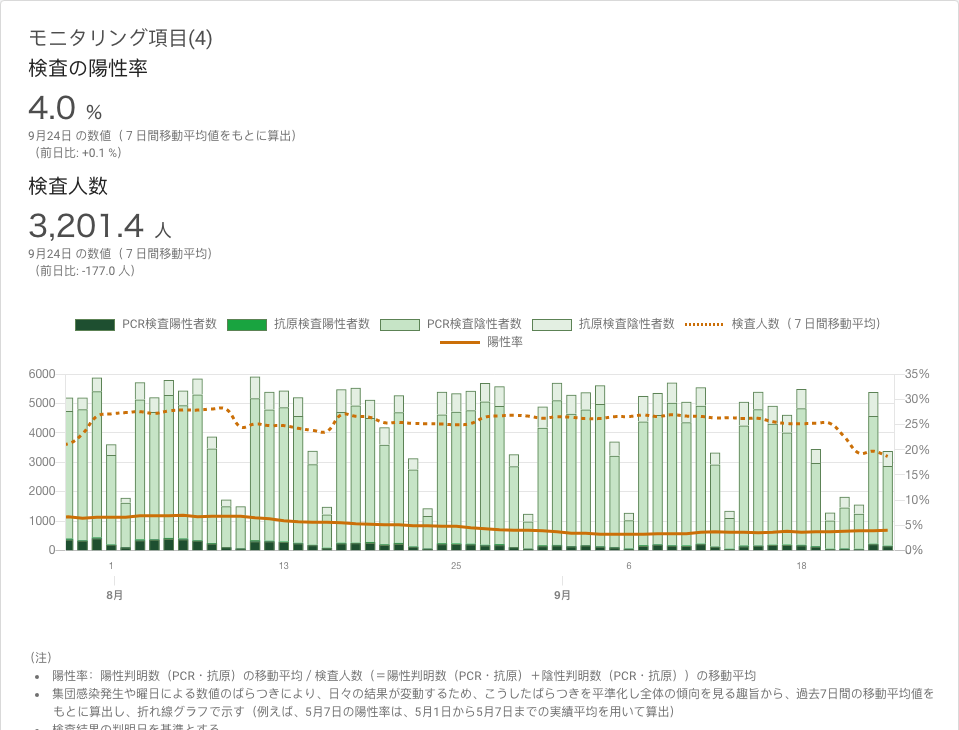 モニタリング項目(4)
検査の陽性率
4.0 %
9月24日 の数値（７日間移動平均値をもとに算出）
（前日比: +0.1 %）
検査人数
3,201.4 人
9月24日 の数値（７日間移動平均）
（前日比: -177.0 人）
PCR検査陽性者数 抗原検査陽性者数 PCR検査陰性者数 抗原検査陰性者数 検査人数（７日間移動平均）
陽性率
6000 35%
5000 30%
4000 25%
3000 20%
2000 15%
1000 10%
0 5%
0%
1 13 25 6 18
8月 9月
（注）
• 陽性率：陽性判明数（PCR・抗原）の移動平均 / 検査人数（＝陽性判明数（PCR・抗原）＋陰性判明数（PCR・抗原））の移動平均
• 集団感染発生や曜日による数値のばらつきにより、日々の結果が変動するため、こうしたばらつきを平準化し全体の傾向を見る趣旨から、過去7日間の移動平均値を
もとに算出し、折れ線グラフで示す（例えば、5月7日の陽性率は、5月1日から5月7日までの実績平均を用いて算出）
• 検査結果の判明日を基準とする